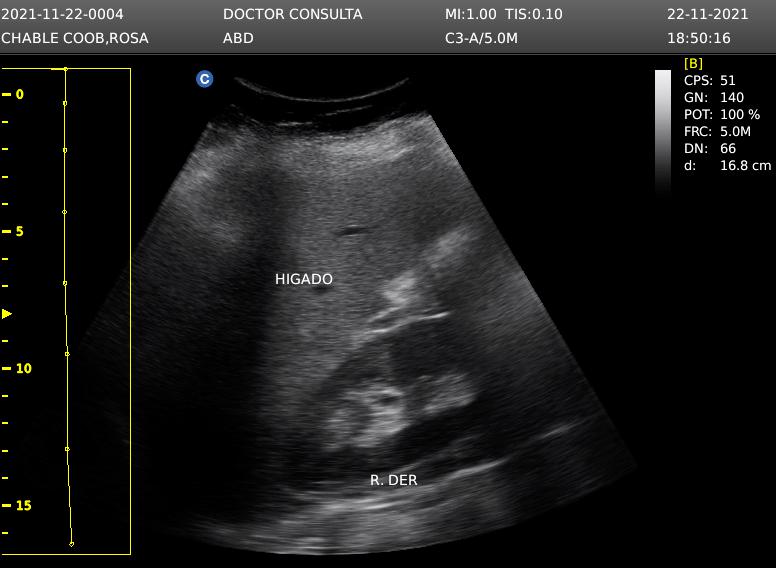 2021-11-22-0004 DOCTOR CONSULTA MI:1.00 TIS:0.10 22-11-2021
CHABLE COOB,ROSA ABD C3-A/5.0M 18:50:16
C
[B]
CPS: 51
GN: 140
POT: 100 %
FRC: 5.0M
DN: 66
d: 16.8 cm
0
5
10
15
HIGADO
R. DER